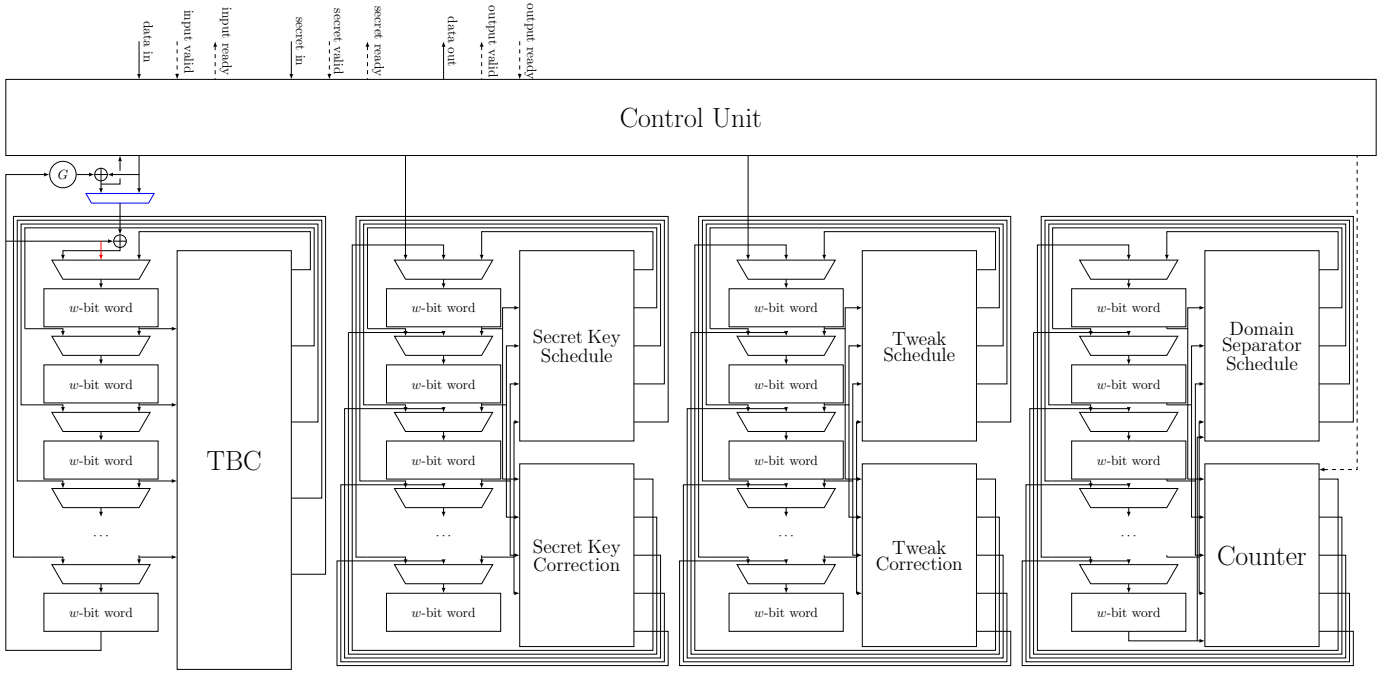 data in
input valid
input ready
secret in
secret valid
secret ready
data out
output valid
output ready
Control Unit
G
w-bit word
w-bit word
w-bit word
...
w-bit word
TBC
w-bit word
w-bit word
w-bit word
...
w-bit word
Secret Key
Schedule
Secret Key
Correction
w-bit word
w-bit word
w-bit word
...
w-bit word
Tweak
Schedule
Tweak
Correction
w-bit word
w-bit word
w-bit word
...
w-bit word
Domain
Separator
Schedule
Counter